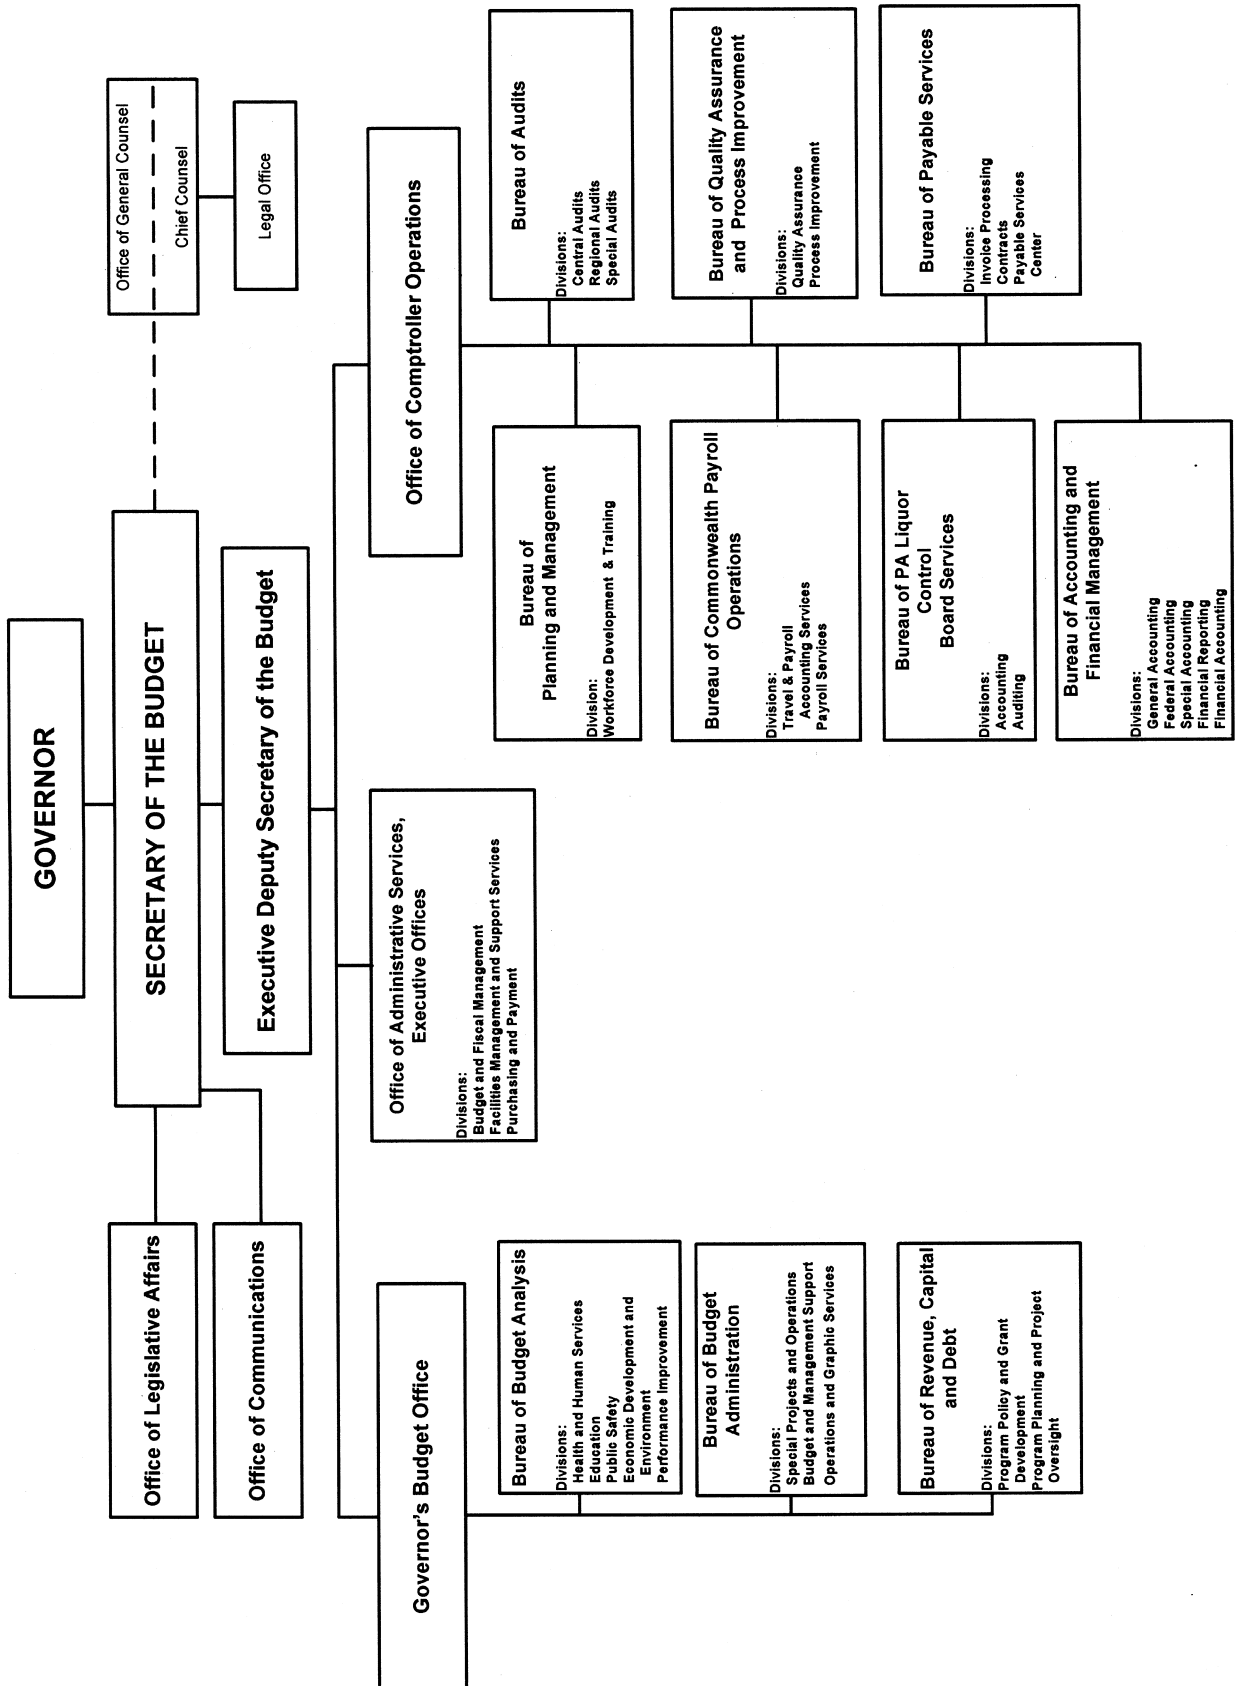 GOVERNOR
SECRETARY OF THE BUDGET
Office of General Counsel
Chief Counsel
Legal Office
Office of Legislative Affairs
Office of Communications
Executive Deputy Secretary of the Budget
Governor's Budget Office
Bureau of Budget Analysis
Divisions:
Health and Human Services
Education
Public Safety
Economic Development and
Environment
Performance Improvement
Bureau of Budget
Administration
Divisions:
Special Projects and Operations
Budget and Management Support
Operations and Graphic Services
Bureau of Revenue, Capital
and Debt
Divisions:
Program Policy and Grant
Development
Program Planning and Project
Oversight
Office of Administrative Services,
Executive Offices
Divisions:
Budget and Fiscal Management
Facilities Management and Support Services
Purchasing and Payment
Office of Comptroller Operations
Bureau of
Planning and Management
Division:
Workforce Development & Training
Bureau of Audits
Divisions:
Central Audits
Regional Audits
Special Audits
Bureau of Commonwealth Payroll
Operations
Divisions:
Travel & Payroll
Accounting Services
Payroll Services
Bureau of Quality Assurance
and Process Improvement
Divisions:
Quality Assurance
Process Improvement
Bureau of PA Liquor
Control
Board Services
Divisions:
Accounting
Auditing
Bureau of Payable Services
Divisions:
Invoice Processing
Contracts
Payable Services
Center
Bureau of Accounting and
Financial Management
Divisions:
General Accounting
Federal Accounting
Special Accounting
Financial Reporting
Financial Accounting